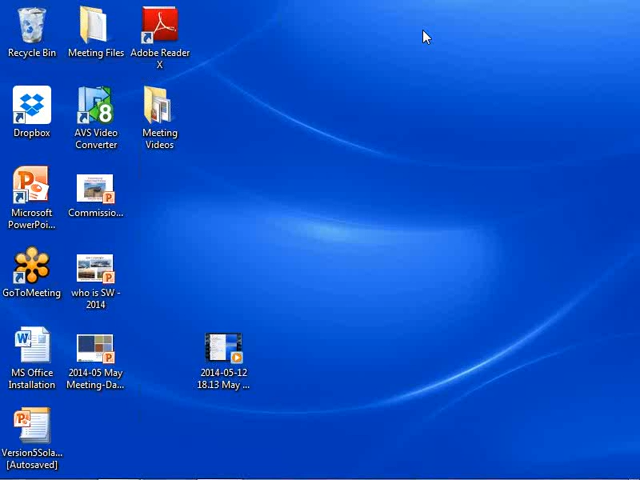 Recycle Bin
Meeting Files
Adobe Reader
X
Dropbox
8
AVS Video
Converter
Meeting
Videos
P
Microsoft
PowerPoi...
P
Commissio...
GoToMeeting
P
who is SW -
2014
W
MS Office
Installation
P
2014-05 May
Meeting-Da...
2014-05-12
18.13 May ...
P
Version5Sola...
[Autosaved]